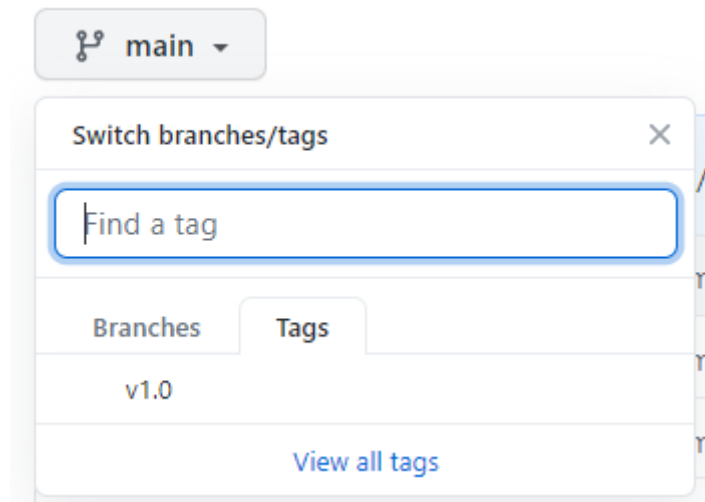 main
Switch branches/tags
Find a tag
Branches Tags
v1.0
View all tags